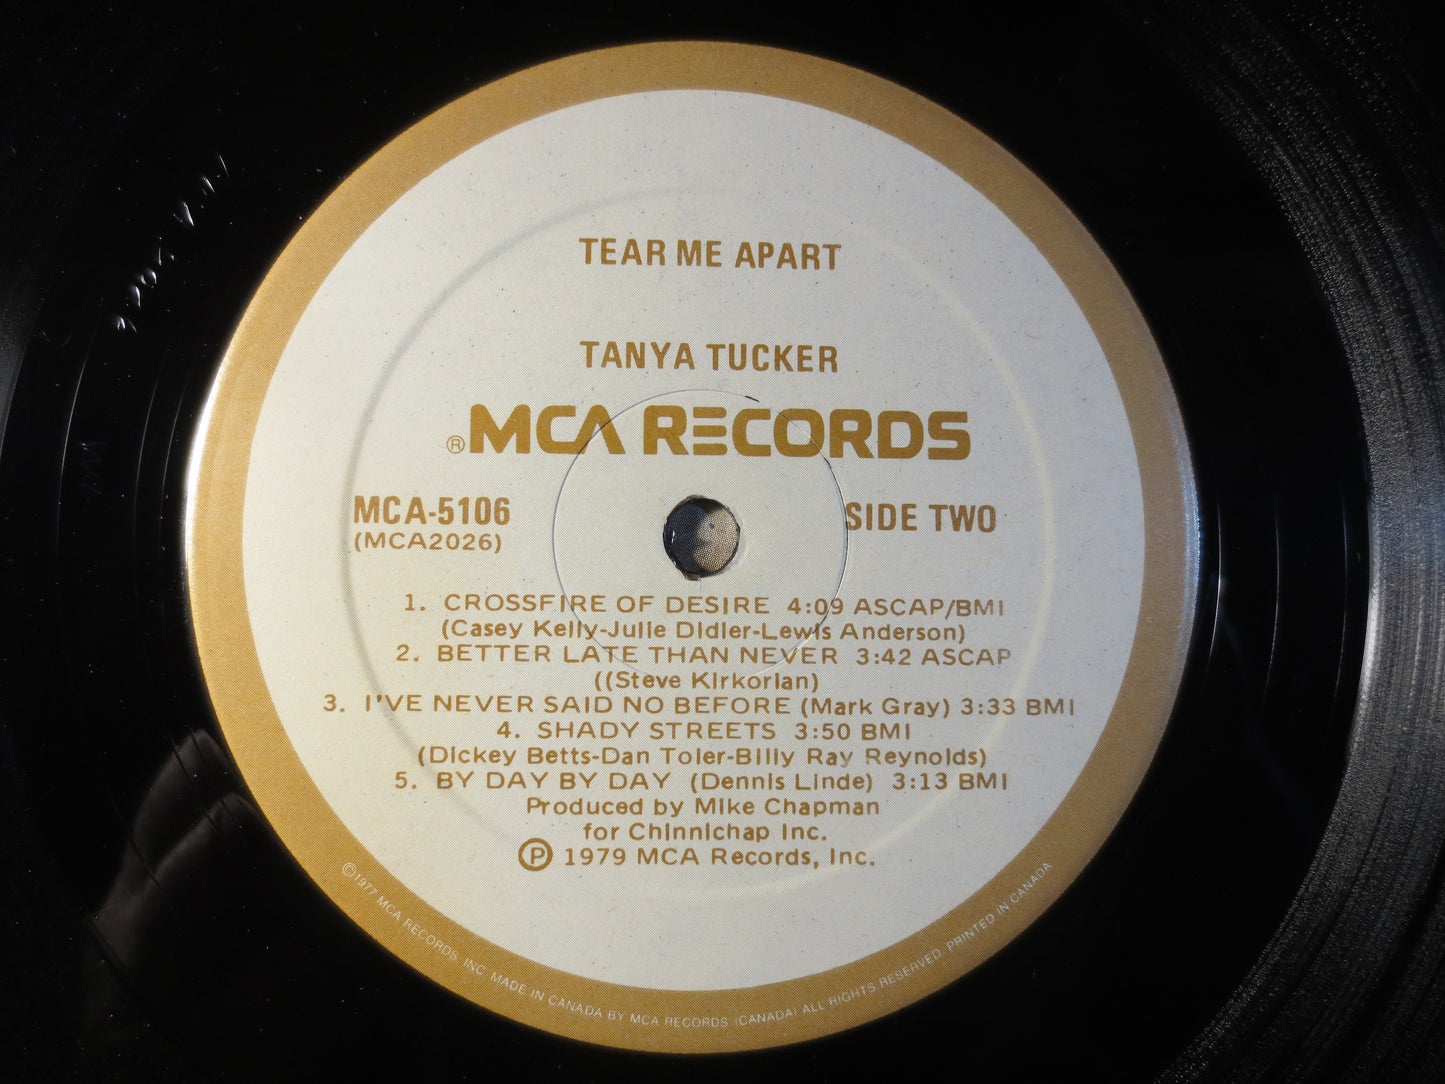 TEAR ME APART
TANYA TUCKER
® MCA RECORDS
MCA-5106
(MCA2026)
SIDE TWO
1. CROSSFIRE OF DESIRE 4:09 ASCAP/BMI
(Casey Kelly-Julie Didier-Lewis Anderson)
2. BETTER LATE THAN NEVER 3:42 ASCAP
((Steve Kirkorian)
3. I'VE NEVER SAID NO BEFORE (Mark Gray) 3:33 BMI
4. SHADY STREETS 3:50 BMI
(Dickey Betts-Dan Toler-Billy Ray Reynolds)
5. BY DAY BY DAY (Dennis Linde) 3:13 BMI
Produced by Mike Chapman
for Chinnichap Inc.
Ⓟ 1979 MCA Records, Inc.
©1977 MCA RECORDS, INC. MADE IN CANADA BY MCA RECORDS (CANADA) ALL RIGHTS RESERVED. PRINTED IN CANADA